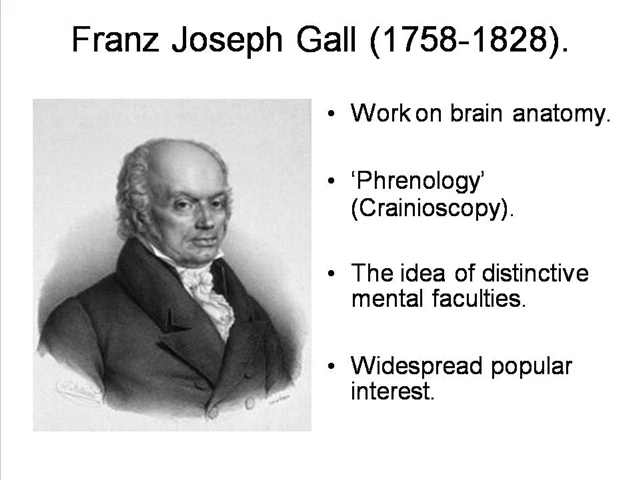 Franz Joseph Gall (1758-1828).
• Work on brain anatomy.
• ‘Phrenology’
(Crainioscopy).
• The idea of distinctive
mental faculties.
• Widespread popular
interest.